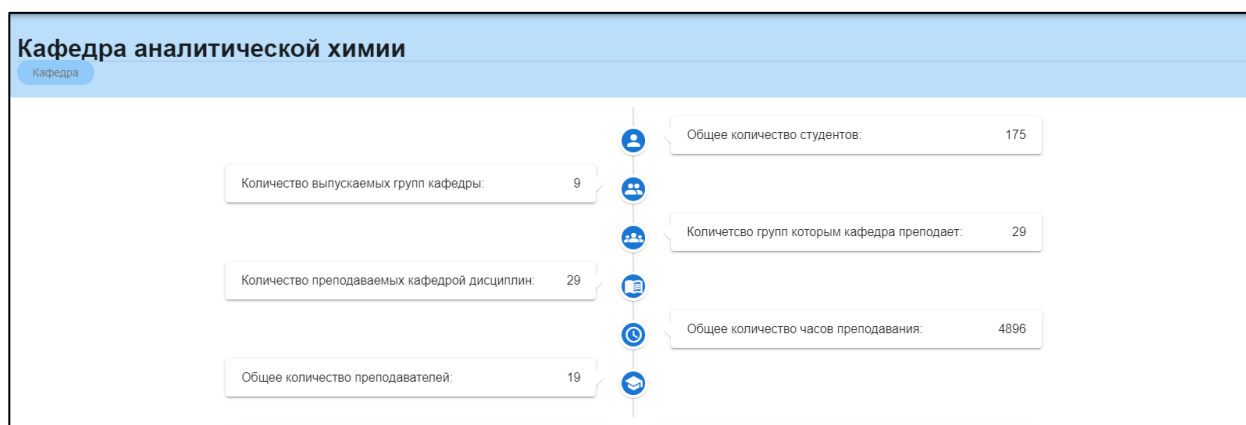 Кафедра аналитической химии
Кафедра
Общее количество студентов: 175
Количество выпускаемых групп кафедры: 9
Количетсво групп которым кафедра преподает: 29
Количество преподаваемых кафедрой дисциплин: 29
Общее количество часов преподавания: 4896
Общее количество преподавателей: 19